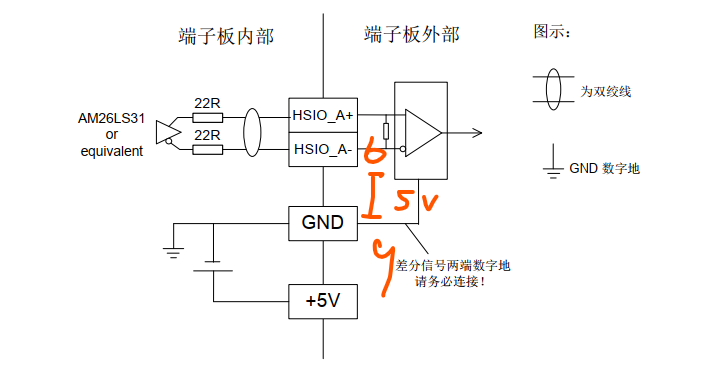 端子板内部
端子板外部
图示：
22R
HSIO_A+
AM26LS31
or
equivalent
22R
HSIO_A-
为双绞线
GND 数字地
b
5V
GND
y
差分信号两端数字地
请务必连接！
+5V